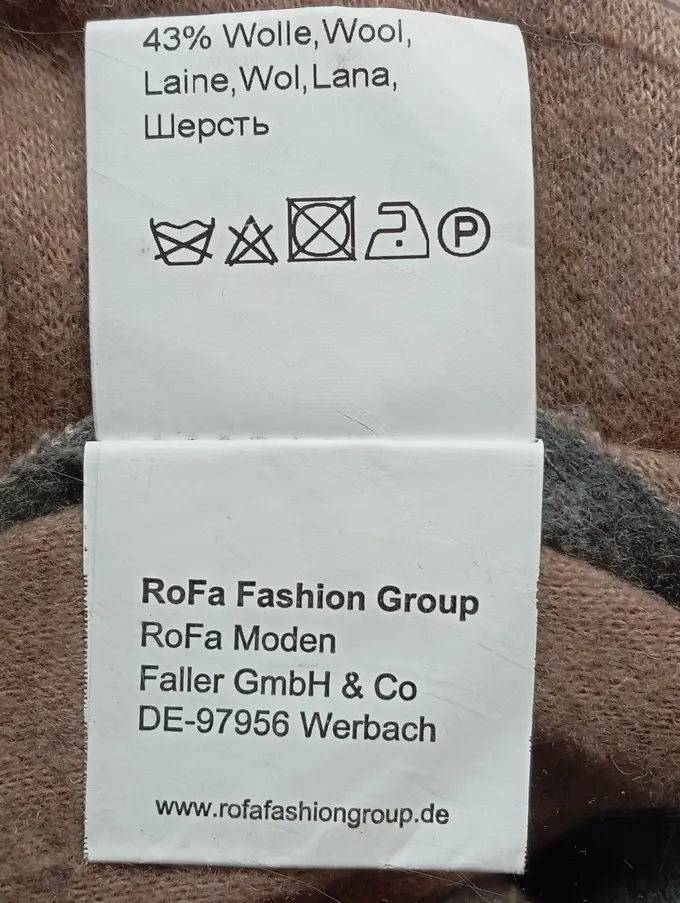 43% Wolle,Wool,
Laine,Wol,Lana,
Шерсть
P
RoFa Fashion Group
RoFa Moden
Faller GmbH & Co
DE-97956 Werbach
www.rofafashiongroup.de